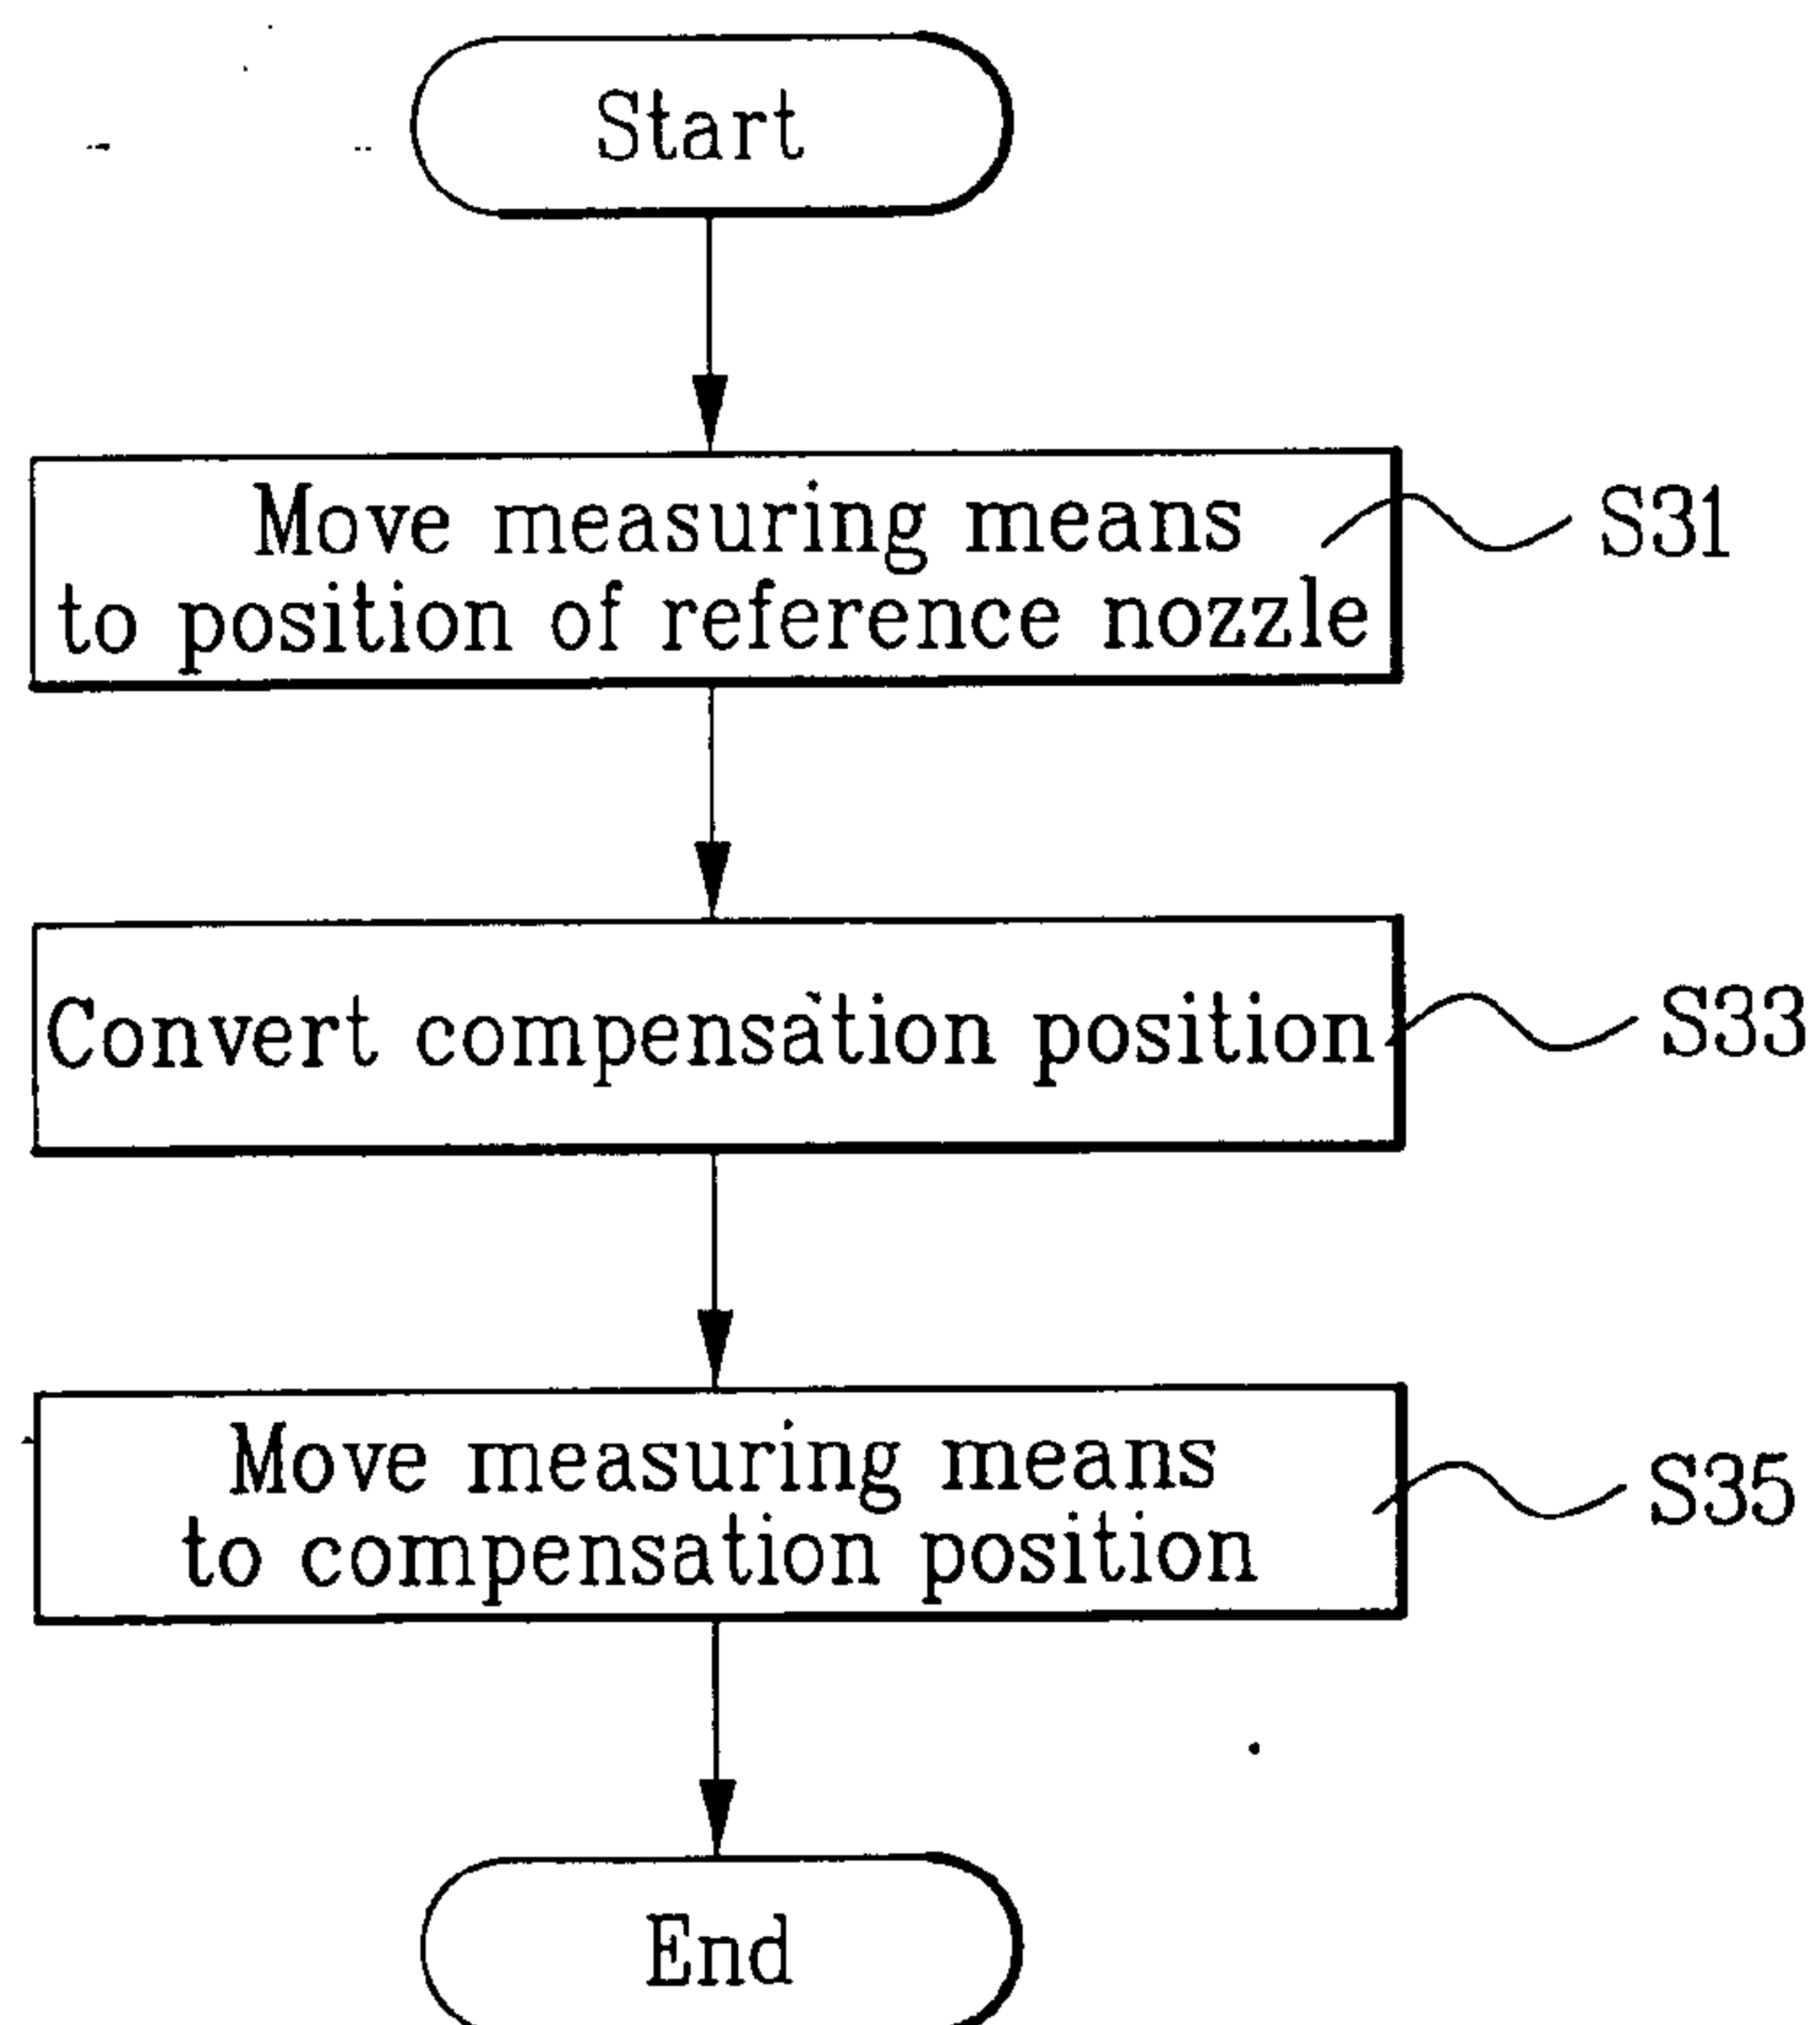 Start
Move measuring means
to position of reference nozzle
S31
Convert compensation position
S33
Move measuring means
to compensation position
S35
End